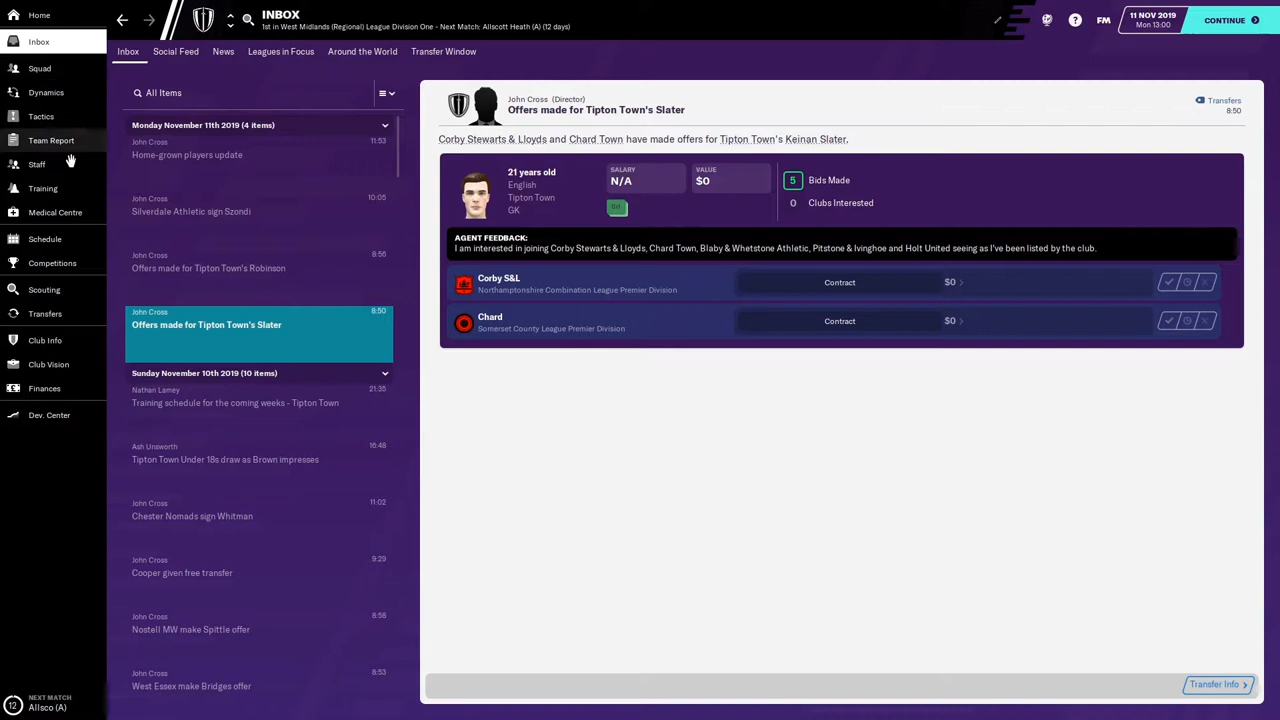 Home
INBOX
1st in West Midlands (Regional) League Division One - Next Match: Allscott Heath (A) (12 days)
FM
11 NOV 2019
Mon 13:00
CONTINUE
Inbox
Squad
Dynamics
Tactics
Team Report
Staff
Training
Medical Centre
Schedule
Competitions
Scouting
Transfers
Club Info
Club Vision
Finances
Dev. Center
Inbox Social Feed News Leagues in Focus Around the World Transfer Window
All Items
Monday November 11th 2019 (4 items)
John Cross 11:53
Home-grown players update
John Cross 10:05
Silverdale Athletic sign Szondi
John Cross 8:56
Offers made for Tipton Town's Robinson
John Cross 8:50
Offers made for Tipton Town's Slater
Sunday November 10th 2019 (10 items)
Nathan Lamey 21:35
Training schedule for the coming weeks - Tipton Town
Ash Unsworth 16:48
Tipton Town Under 18s draw as Brown impresses
John Cross 11:02
Chester Nomads sign Whitman
John Cross 9:29
Cooper given free transfer
John Cross 8:58
Nostell MW make Spittle offer
John Cross 8:53
West Essex make Bridges offer
John Cross (Director)
Offers made for Tipton Town's Slater
Transfers
8:50
Corby Stewarts & Lloyds and Chard Town have made offers for Tipton Town's Keinan Slater.
21 years old
English
Tipton Town
GK
SALARY
N/A
VALUE
$0
Url
5 Bids Made
0 Clubs Interested
AGENT FEEDBACK:
I am interested in joining Corby Stewarts & Lloyds, Chard Town, Blaby & Whetstone Athletic, Pitstone & Ivinghoe and Holt United seeing as I've been listed by the club.
Corby S&L
Northamptonshire Combination League Premier Division
Contract $0
Chard
Somerset County League Premier Division
Contract $0
Transfer Info
12
NEXT MATCH
Allsco (A)